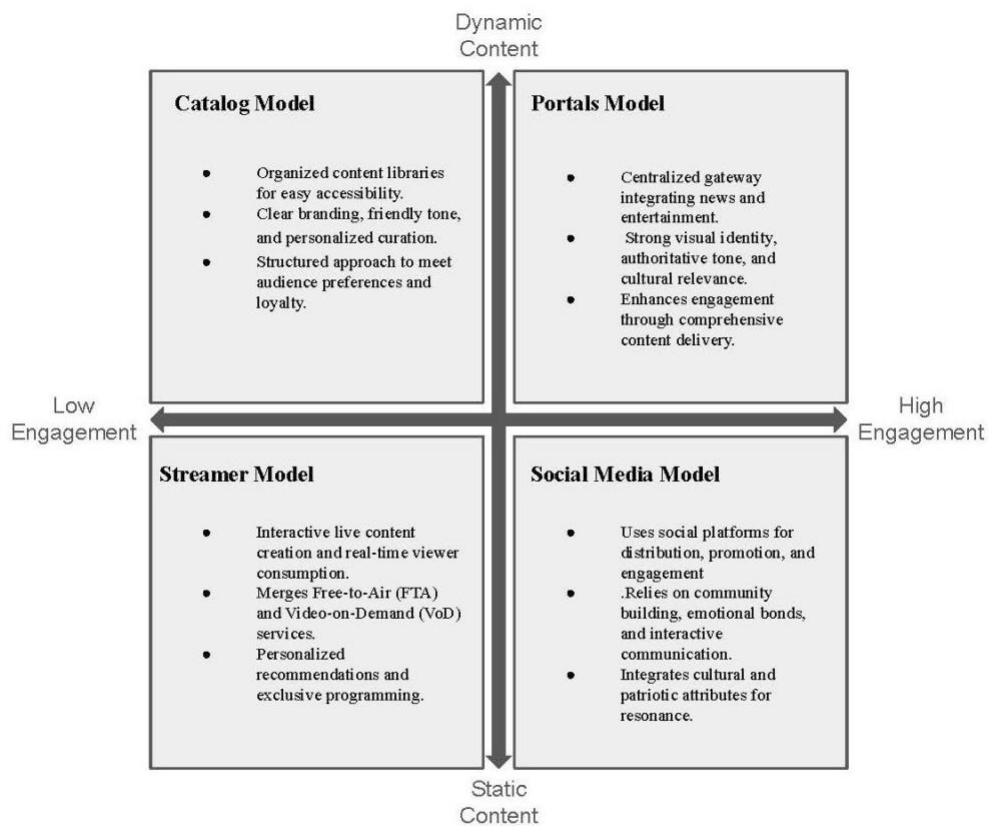 Dynamic
Content
Catalog Model
Organized content libraries
for easy accessibility.
Clear branding, friendly tone,
and personalized curation.
Structured approach to meet
audience preferences and
loyalty.
Portals Model
Centralized gateway
integrating news and
entertainment.
Strong visual identity,
authoritative tone, and
cultural relevance.
Enhances engagement
through comprehensive
content delivery.
Low
Engagement
High
Engagement
Streamer Model
Interactive live content
creation and real-time viewer
consumption.
Merges Free-to-Air (FTA)
and Video-on-Demand (VoD)
services.
Personalized
recommendations and
exclusive programming.
Social Media Model
Uses social platforms for
distribution, promotion, and
engagement
.Relies on community
building, emotional bonds,
and interactive
communication.
Integrates cultural and
patriotic attributes for
resonance.
Static
Content